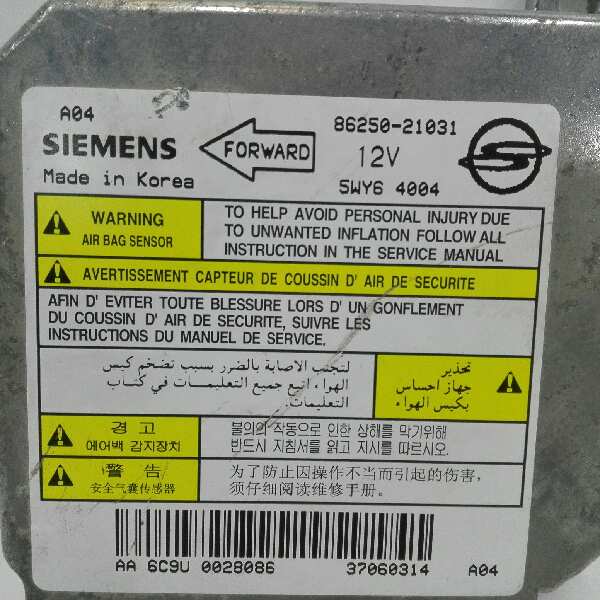 A04
SIEMENS
FORWARD
Made in Korea
86250-21031
12V
5WY6 4004
WARNING
AIR BAG SENSOR
TO HELP AVOID PERSONAL INJURY DUE
TO UNWANTED INFLATION FOLLOW ALL
INSTRUCTION IN THE SERVICE MANUAL
AVERTISSEMENT CAPTEUR DE COUSSIN D' AIR DE SECURITE
AFIN D' EVITER TOUTE BLESSURE LORS D' UN GONFLEMENT
DU COUSSIN D' AIR DE SECURITE, SUIVRE LES
INSTRUCTIONS DU MANUEL DE SERVICE.
تحذير
جهاز احساس
بكيس الهواء
لتجنب الاصابة بالضرر بسبب تضخم كيس
الهواء اتبع جميع التعليمات في كتاب
التعليمات.
경 고
에어백 감지장치
불의의 작동으로 인한 상해를 막기위해
반드시 지침서를 읽고 지시를 따르시오.
警 告
安全气囊传感器
为了防止因操作不当而引起的伤害,
须仔细阅读维修手册.
AA 6C9U 0028086
37060314
A04